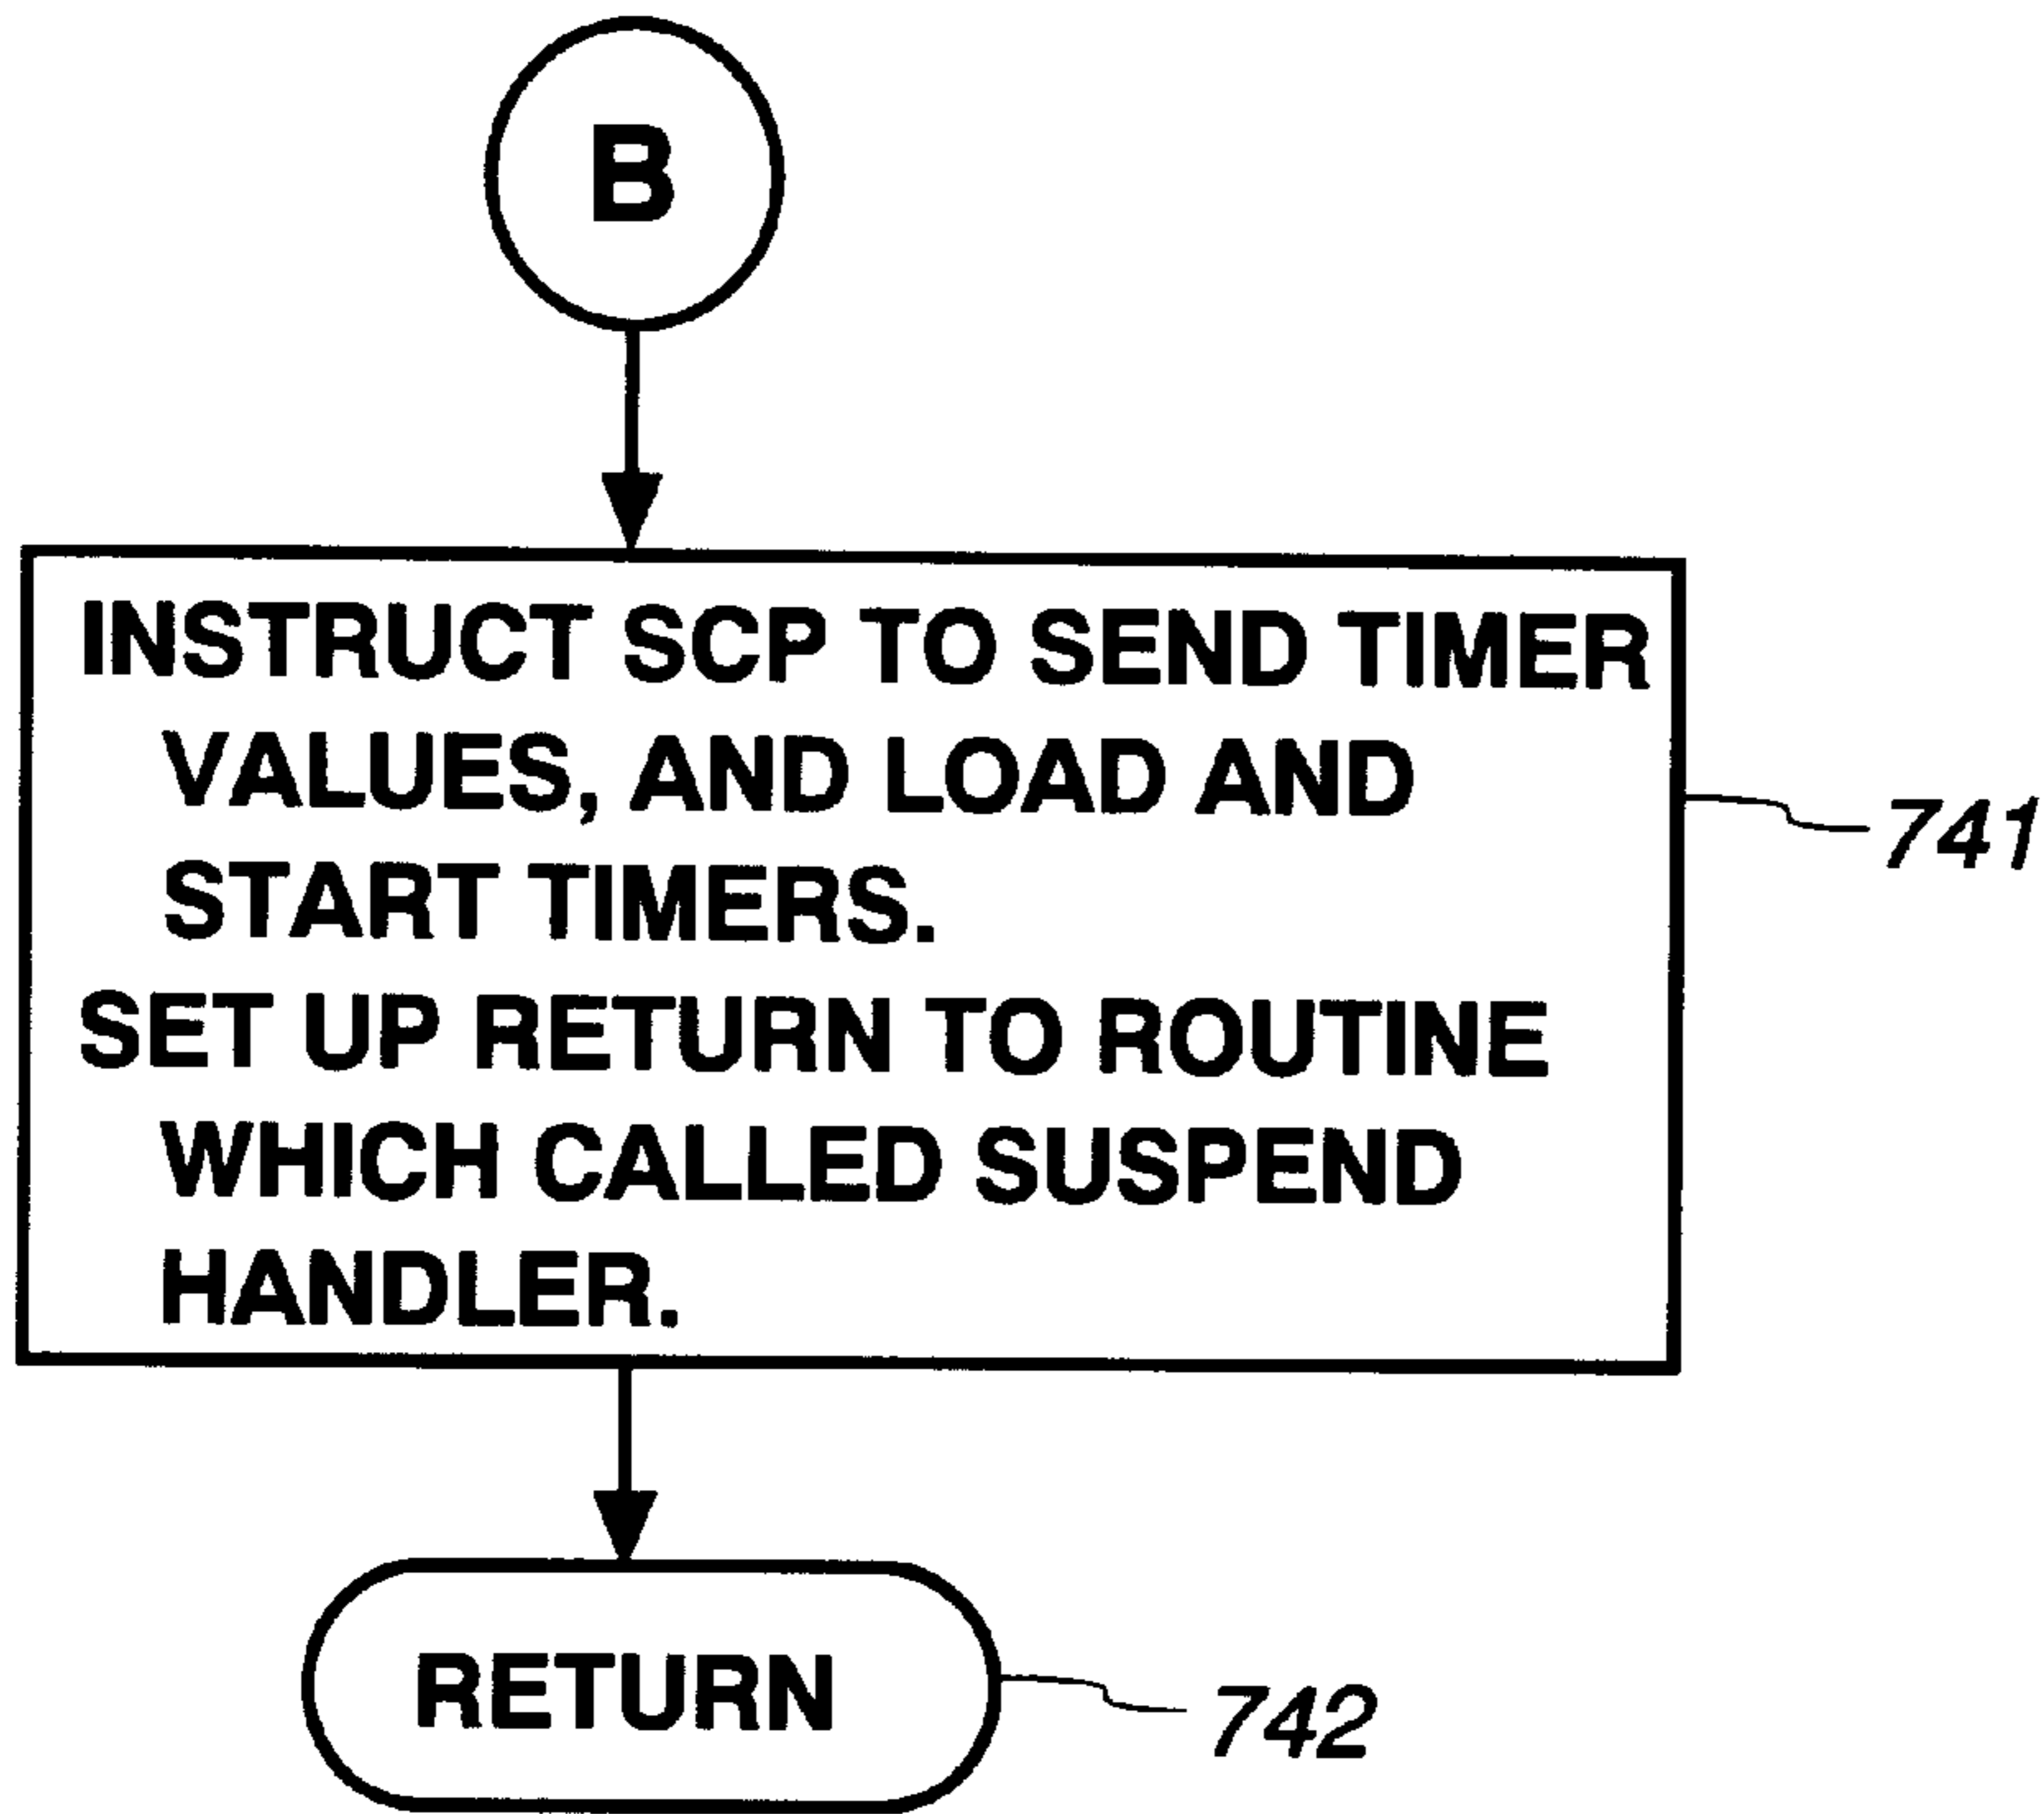 B
INSTRUCT SCP TO SEND TIMER
VALUES, AND LOAD AND
START TIMERS.
741
SET UP RETURN TO ROUTINE
WHICH CALLED SUSPEND
HANDLER.
RETURN
742